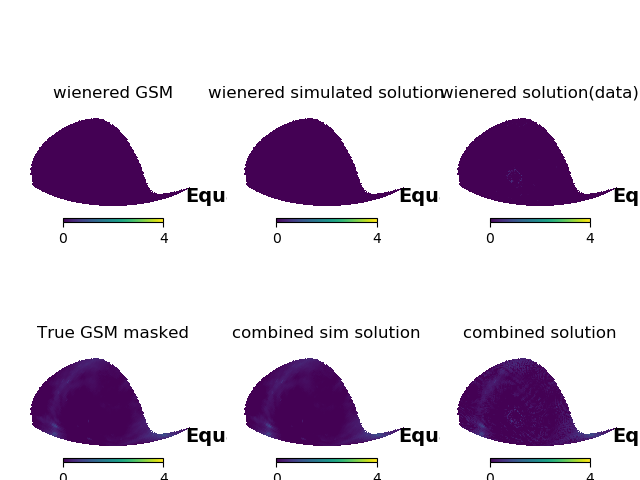 wienered GSM
wienered simulated solution
wienered solution(data)
Equ
Equ
Eq
0 4
0 4
0 4
True GSM masked
combined sim solution
combined solution
Equ
Equ
Eq
0 4
0 4
0 4